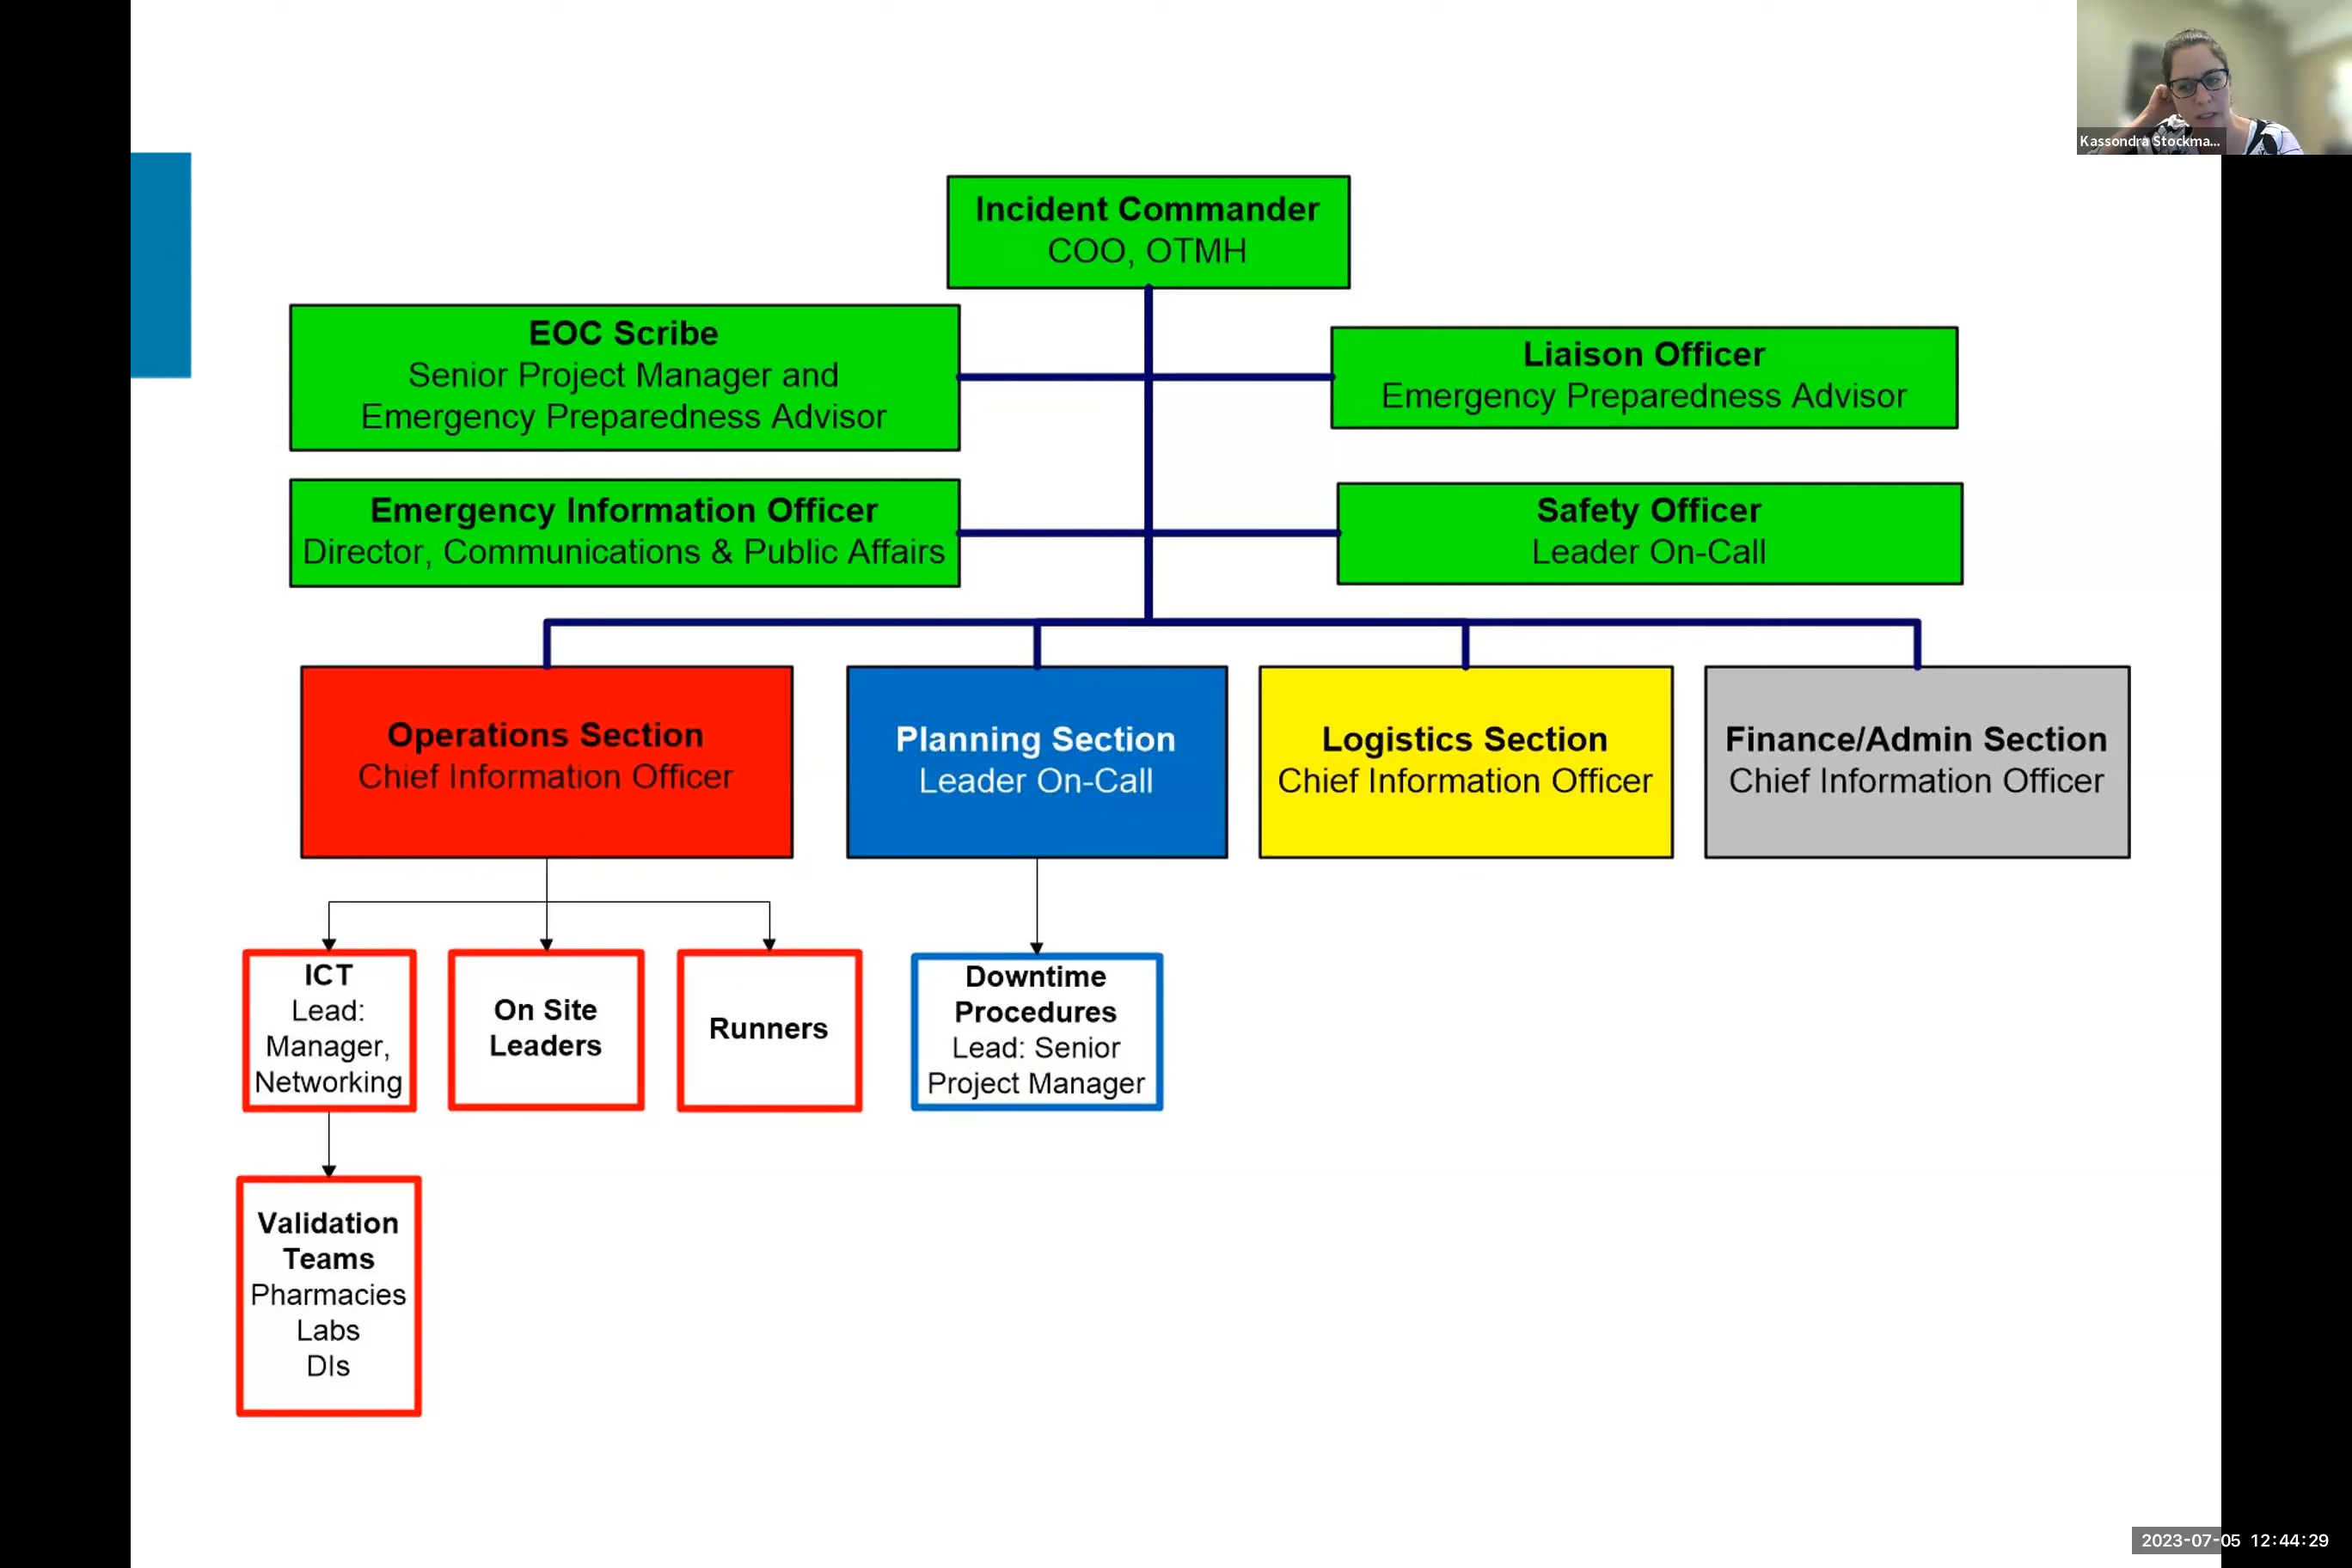 Kassondra Stockma...
Incident Commander
COO, OTMH
EOC Scribe
Senior Project Manager and
Emergency Preparedness Advisor
Liaison Officer
Emergency Preparedness Advisor
Emergency Information Officer
Director, Communications & Public Affairs
Safety Officer
Leader On-Call
Operations Section
Chief Information Officer
Planning Section
Leader On-Call
Logistics Section
Chief Information Officer
Finance/Admin Section
Chief Information Officer
ICT
Lead:
Manager,
Networking
On Site
Leaders
Runners
Downtime
Procedures
Lead: Senior
Project Manager
Validation
Teams
Pharmacies
Labs
DIs
2023-07-05 12:44:29